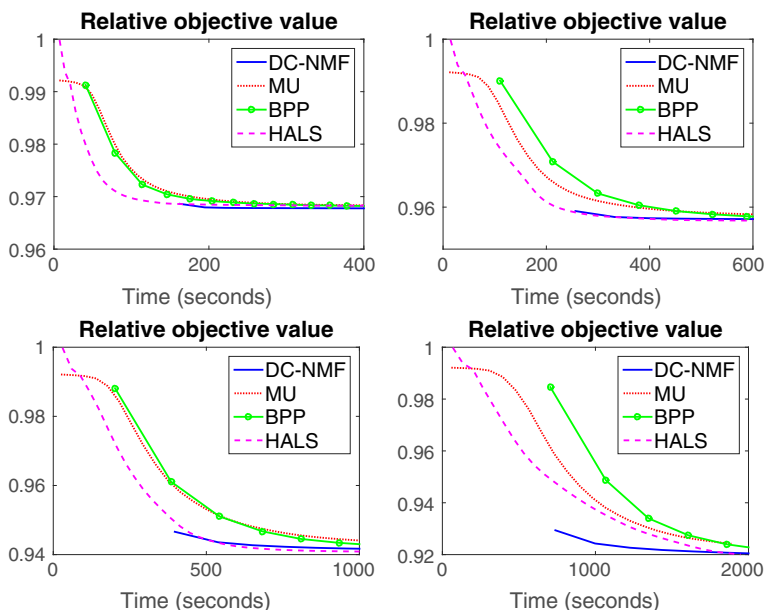 Relative objective value
1
0.99
0.98
0.97
0.96
0
200
400
Time (seconds)
DC-NMF
MU
BPP
HALS
Relative objective value
1
0.98
0.96
0
200
400
600
Time (seconds)
DC-NMF
MU
BPP
HALS
Relative objective value
1
0.98
0.96
0.94
0
500
1000
Time (seconds)
DC-NMF
MU
BPP
HALS
Relative objective value
1
0.98
0.96
0.94
0.92
0
1000
2000
Time (seconds)
DC-NMF
MU
BPP
HALS